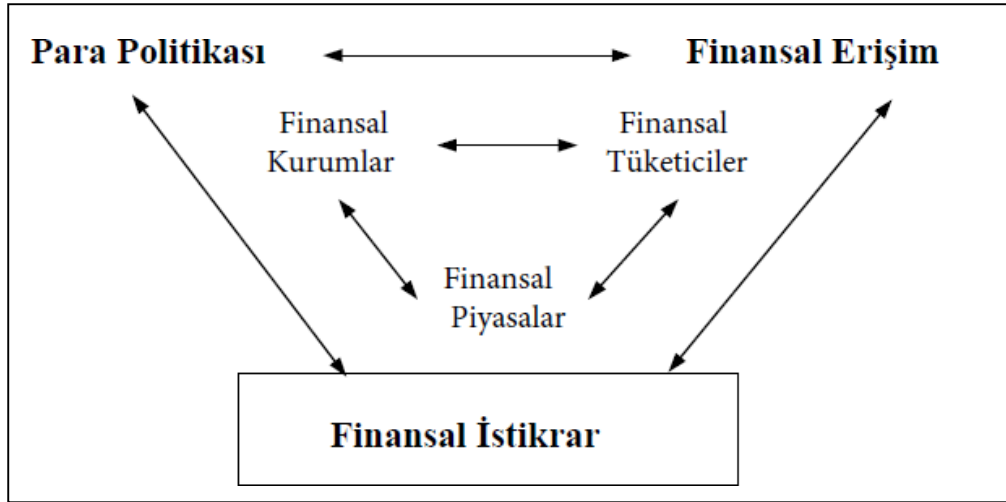 Para Politikası
Finansal Erişim
Finansal
Kurumlar
Finansal
Tüketiciler
Finansal
Piyasalar
Finansal İstikrar